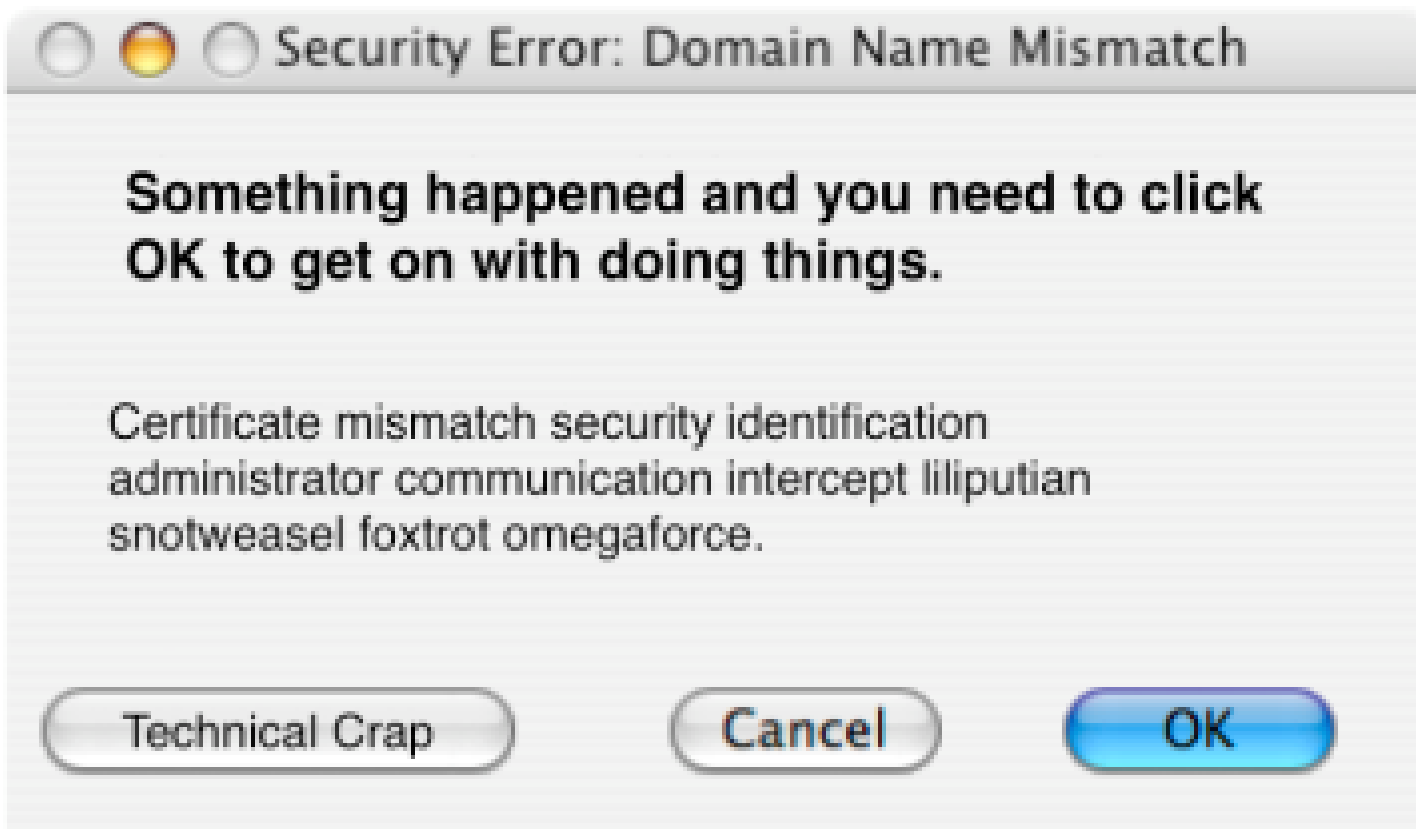 Security Error: Domain Name Mismatch
Something happened and you need to click
OK to get on with doing things.
Certificate mismatch security identification
administrator communication intercept liliputian
snotweasel foxtrot omegaforce.
Technical Crap
Cancel
OK